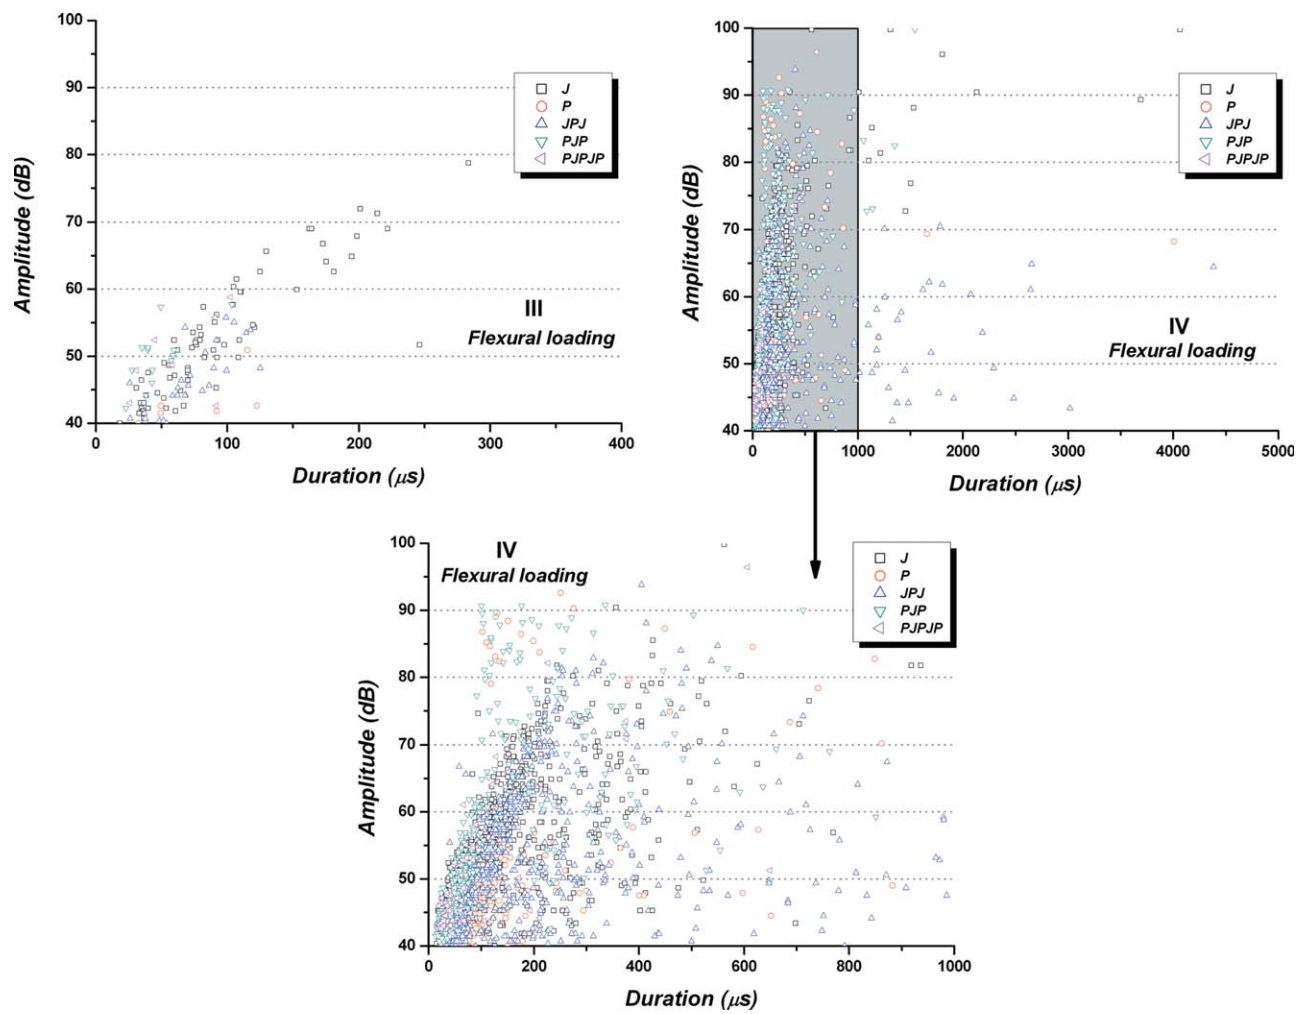 100
90
80
70
60
50
40
Amplitude (dB)
J
P
JPJ
PJP
PJPJP
III
Flexural loading
0
100
200
300
400
Duration (μs)
100
90
80
70
60
50
40
Amplitude (dB)
J
P
JPJ
PJP
PJPJP
IV
Flexural loading
0
1000
2000
3000
4000
5000
Duration (μs)
100
90
80
70
60
50
40
Amplitude (dB)
IV
Flexural loading
J
P
JPJ
PJP
PJPJP
0
200
400
600
800
1000
Duration (μs)